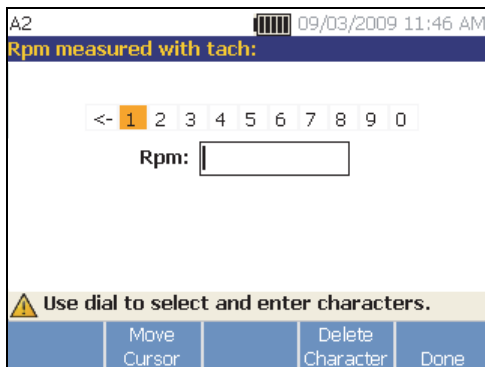 A2 09/03/2009 11:46 AM
Rpm measured with tach:
<- 1 2 3 4 5 6 7 8 9 0
Rpm:
Use dial to select and enter characters.
Move Cursor Delete Character Done